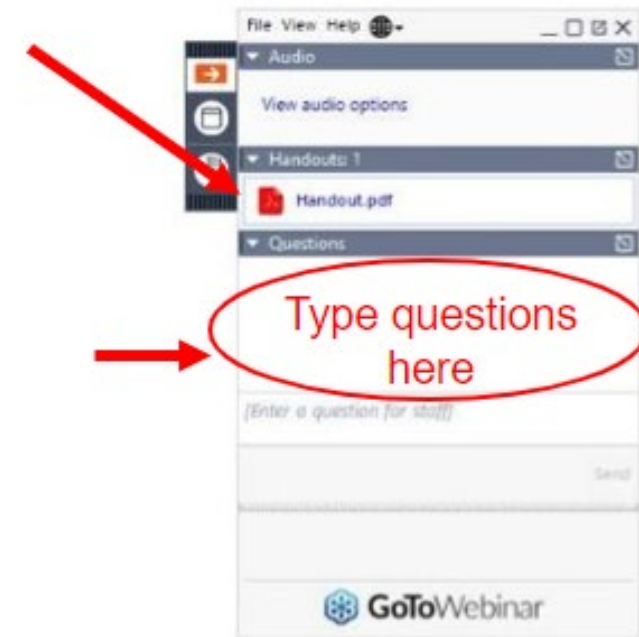 File View Help
Audio
View audio options
Handouts: 1
Handout.pdf
Questions
Type questions
here
[Enter a question for staff]
Send
GoToWebinar